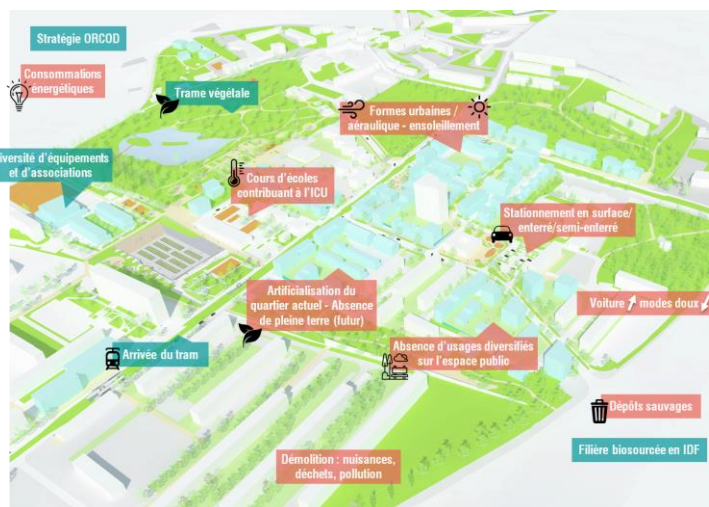 Stratégie ORCOD
Consommations
énergétiques
Trame végétale
Formes urbaines /
aéraulique - ensoleillement
iversité d'équipements
et d'associations
Cours d'écoles
contribuant à l'ICU
Stationnement en surface/
enterré/semi-enterré
Artificialisation du
quartier actuel - Absence
de pleine terre (futur)
Voiture modes doux
Arrivée du tram
Absence d'usages diversifiés
sur l'espace public
Dépôts sauvages
Démolition : nuisances,
déchets, pollution
Filière biosourcée en IDF